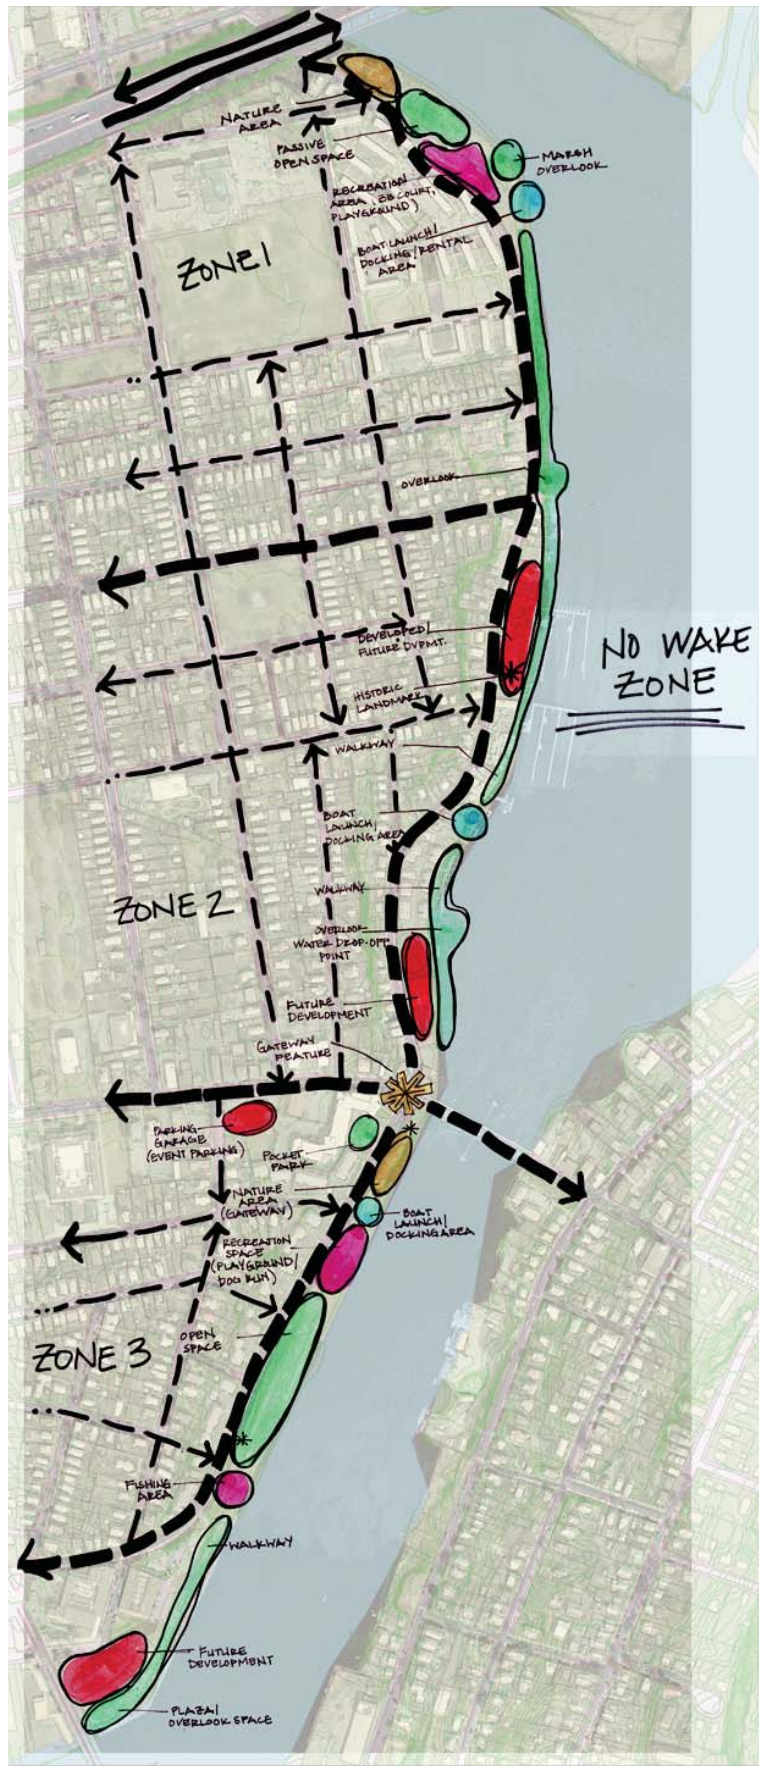 NATURE
AREA
PASSIVE
OPEN SPACE
MARSH
OVERLOOK
RECREATION
AREA (BB COURT,
PLAYGROUND)
BOAT LAUNCH/
DOCKING/RENTAL
AREA
ZONE 1
OVERLOOK
DEVELOPED/
FUTURE DVPMT.
NO WAKE
ZONE
HISTORIC
LANDMARK
WALKWAY
BOAT
LAUNCH/
DOCKING AREA
WALKWAY
ZONE 2
OVERLOOK
WATER DROP-OFF
POINT
FUTURE
DEVELOPMENT
GATEWAY
FEATURE
PARKING
GARAGE
(EVENT PARKING)
POCKET
PARK
NATURE
AREA
(GATEWAY)
BOAT
LAUNCH/
DOCKING AREA
RECREATION
SPACE
(PLAYGROUND/
DOG RUN)
OPEN
SPACE
ZONE 3
FISHING
AREA
WALKWAY
FUTURE
DEVELOPMENT
PLAZA/
OVERLOOK SPACE